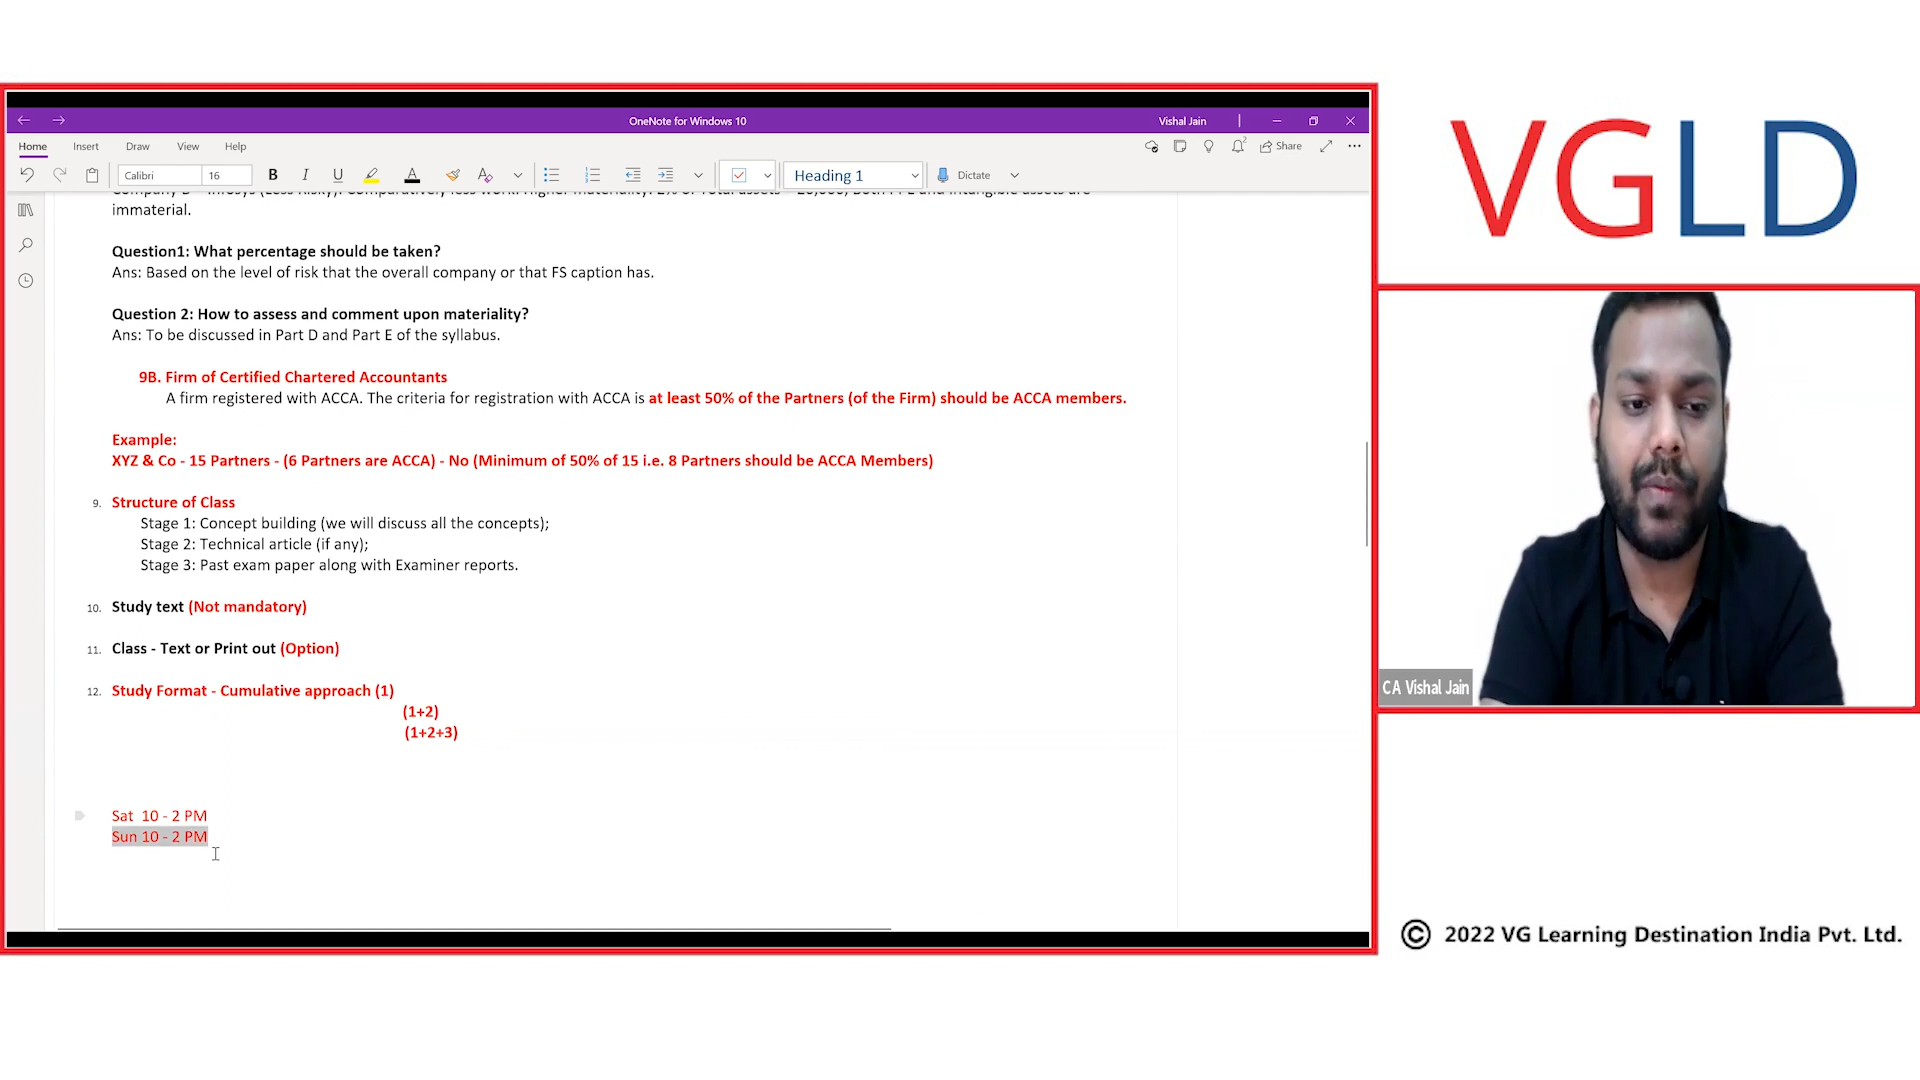 OneNote for Windows 10
Vishal Jain
Home Insert Draw View Help
Share
Calibri 16 B I U A Heading 1 Dictate
immaterial.
Question1: What percentage should be taken?
Ans: Based on the level of risk that the overall company or that FS caption has.
Question 2: How to assess and comment upon materiality?
Ans: To be discussed in Part D and Part E of the syllabus.
9B. Firm of Certified Chartered Accountants
A firm registered with ACCA. The criteria for registration with ACCA is at least 50% of the Partners (of the Firm) should be ACCA members.
Example:
XYZ & Co - 15 Partners - (6 Partners are ACCA) - No (Minimum of 50% of 15 i.e. 8 Partners should be ACCA Members)
9. Structure of Class
Stage 1: Concept building (we will discuss all the concepts);
Stage 2: Technical article (if any);
Stage 3: Past exam paper along with Examiner reports.
10. Study text (Not mandatory)
11. Class - Text or Print out (Option)
12. Study Format - Cumulative approach (1)
(1+2)
(1+2+3)
Sat 10 - 2 PM
Sun 10 - 2 PM
VGLD
CA Vishal Jain
© 2022 VG Learning Destination India Pvt. Ltd.